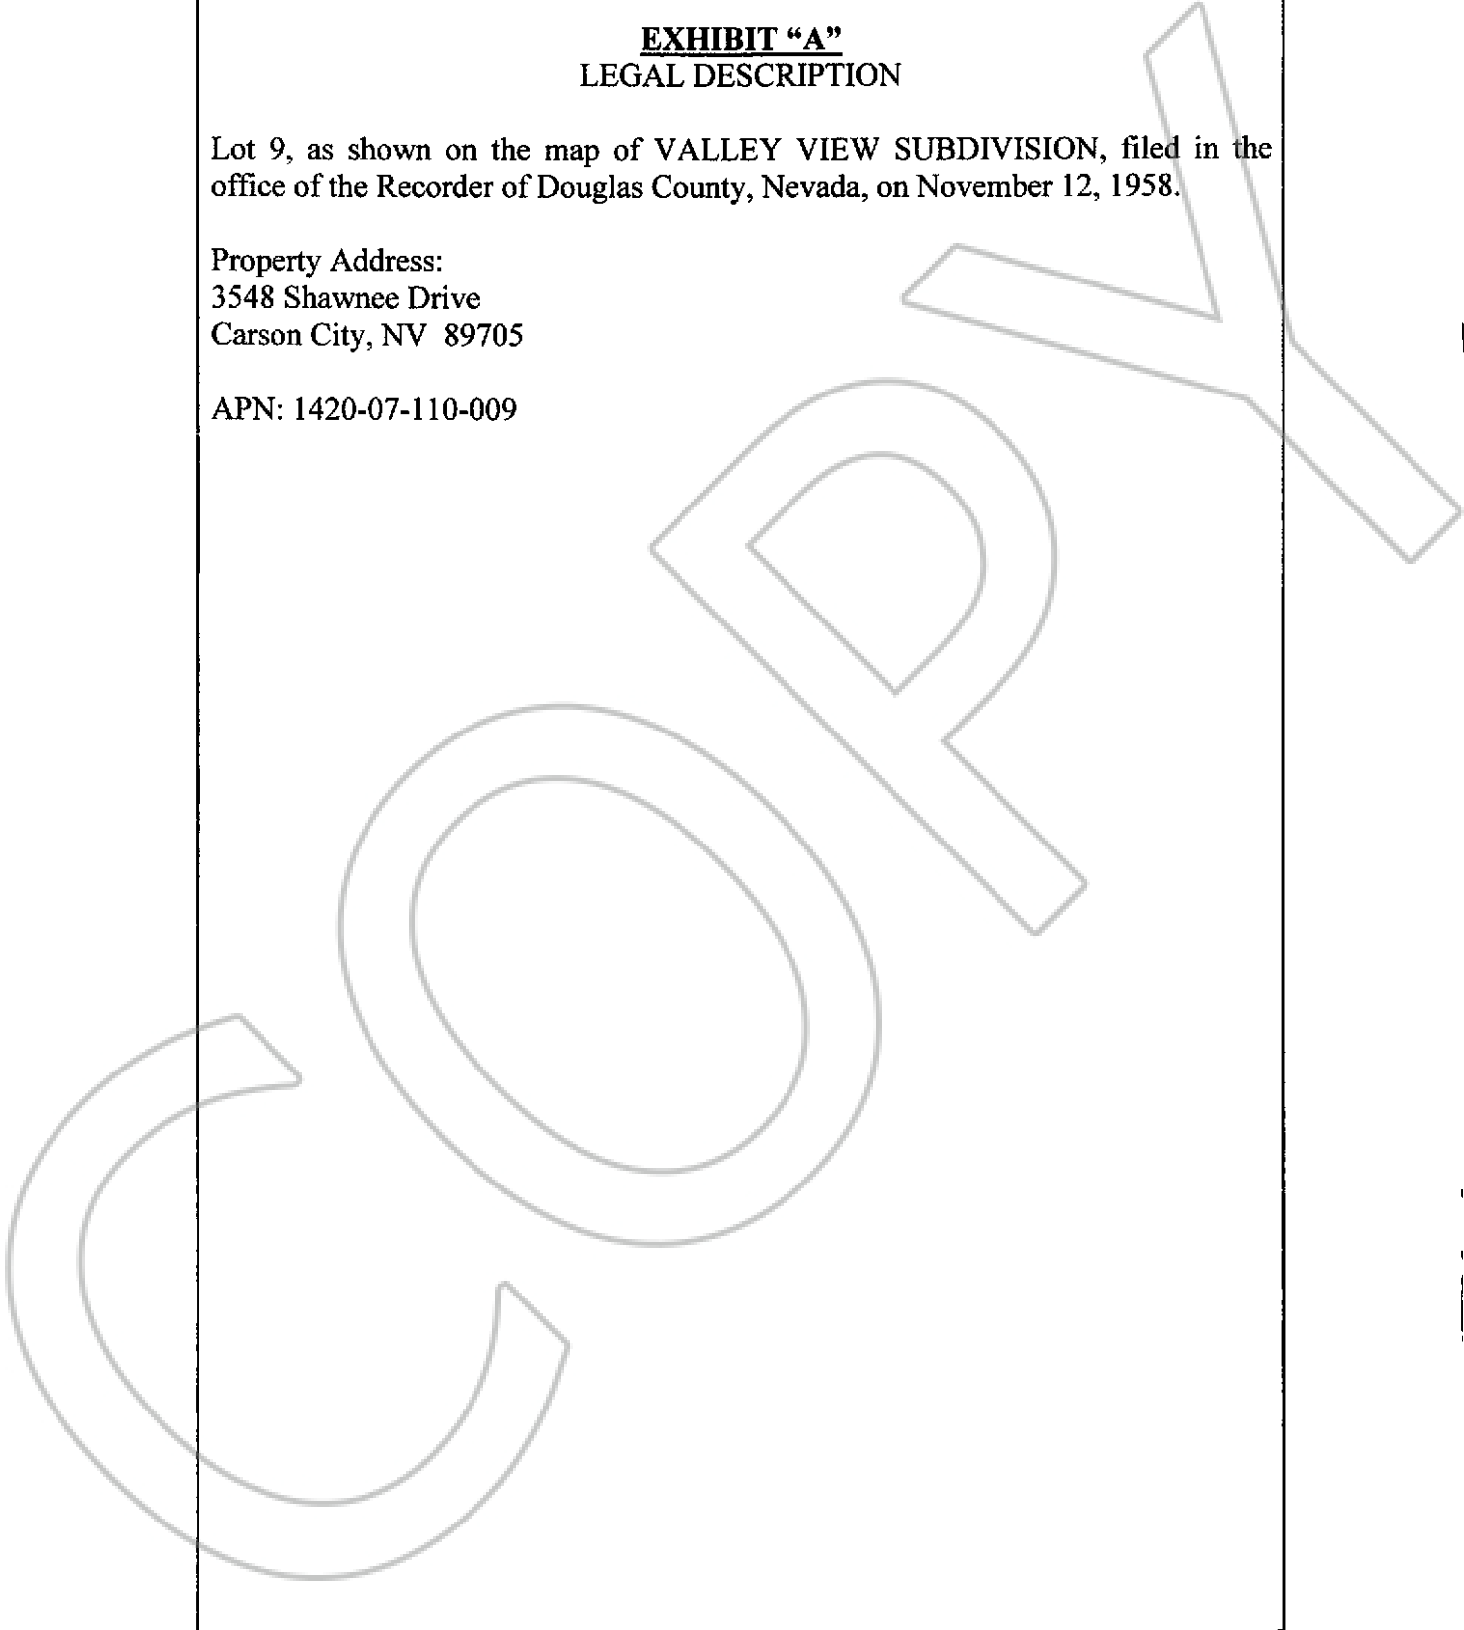 EXHIBIT “A”
LEGAL DESCRIPTION
Lot 9, as shown on the map of VALLEY VIEW SUBDIVISION, filed in the
office of the Recorder of Douglas County, Nevada, on November 12, 1958.
Property Address:
3548 Shawnee Drive
Carson City, NV 89705
APN: 1420-07-110-009
COPY